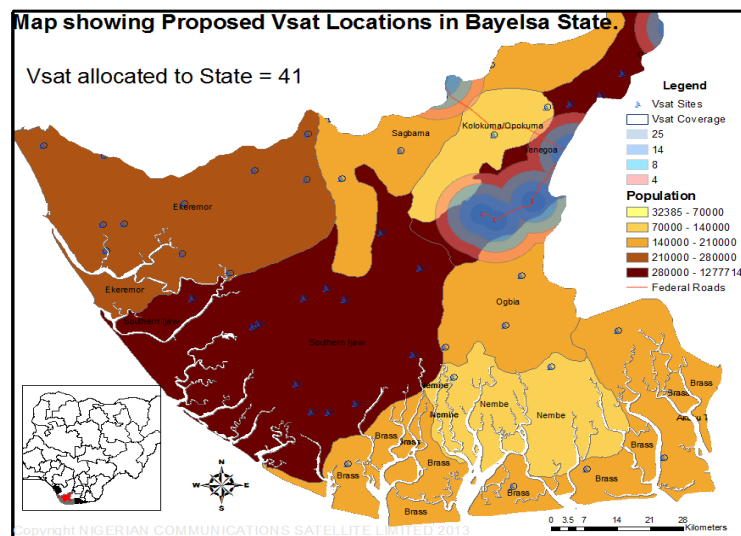 Map showing Proposed Vsat Locations in Bayelsa State.
Vsat allocated to State = 41
Legend
Vsat Sites
Vsat Coverage
25
14
8
4
Population
32385 - 70000
70000 - 140000
140000 - 210000
210000 - 280000
280000 - 1277714
Federal Roads
Kolokuma/Opokuma
Sagbama
Yenegoa
Ekeremor
Ekeremor
Ogbia
Southern Ijaw
Southern Ijaw
Nembe
Nembe
Nembe
Nembe
Brass
Brass
Brass
Brass
Brass
Brass
Brass
Brass
Brass
Brass
N
W E
S
0 3.5 7 14 21 28
Kilometers
Copyright NIGERIAN COMMUNICATIONS SATELLITE LIMITED 2013